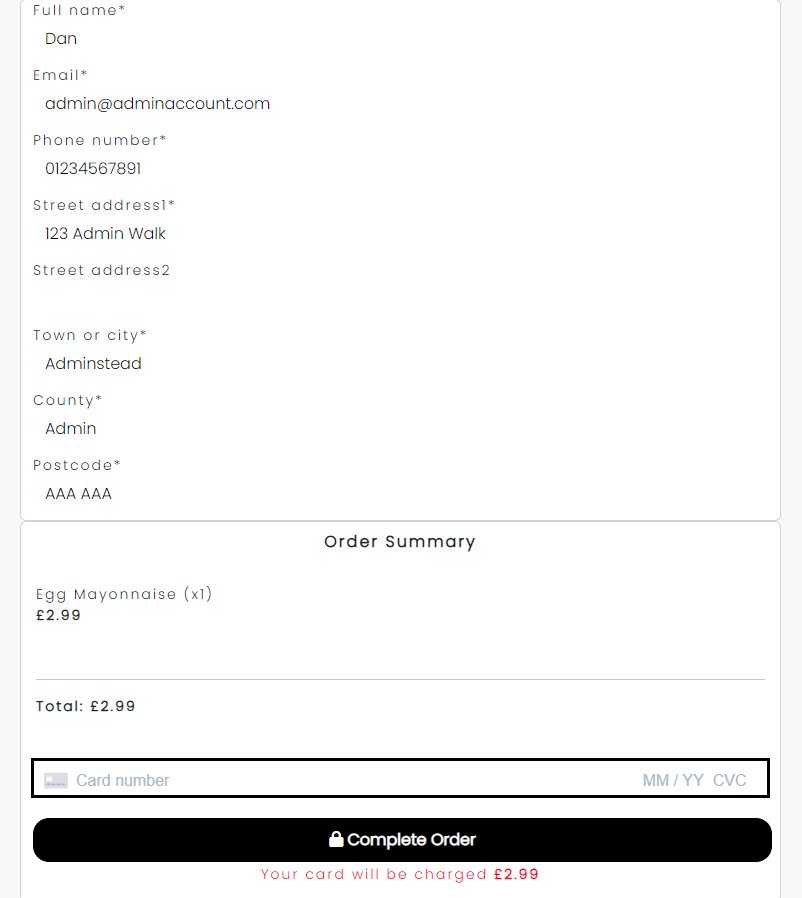 Full name*
Dan
Email*
admin@adminaccount.com
Phone number*
01234567891
Street address1*
123 Admin Walk
Street address2
Town or city*
Adminstead
County*
Admin
Postcode*
AAA AAA
Order Summary
Egg Mayonnaise (x1)
£2.99
Total: £2.99
Card number MM / YY CVC
Complete Order
Your card will be charged £2.99